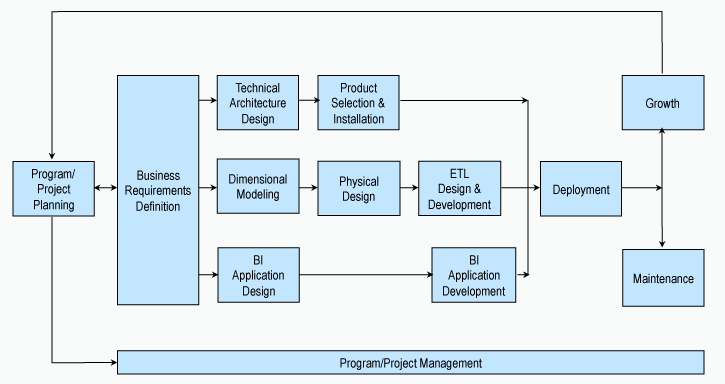 Technical
Architecture
Design
Product
Selection &
Installation
Growth
Program/
Project
Planning
Business
Requirements
Definition
Dimensional
Modeling
Physical
Design
ETL
Design &
Development
Deployment
BI
Application
Design
BI
Application
Development
Maintenance
Program/Project Management